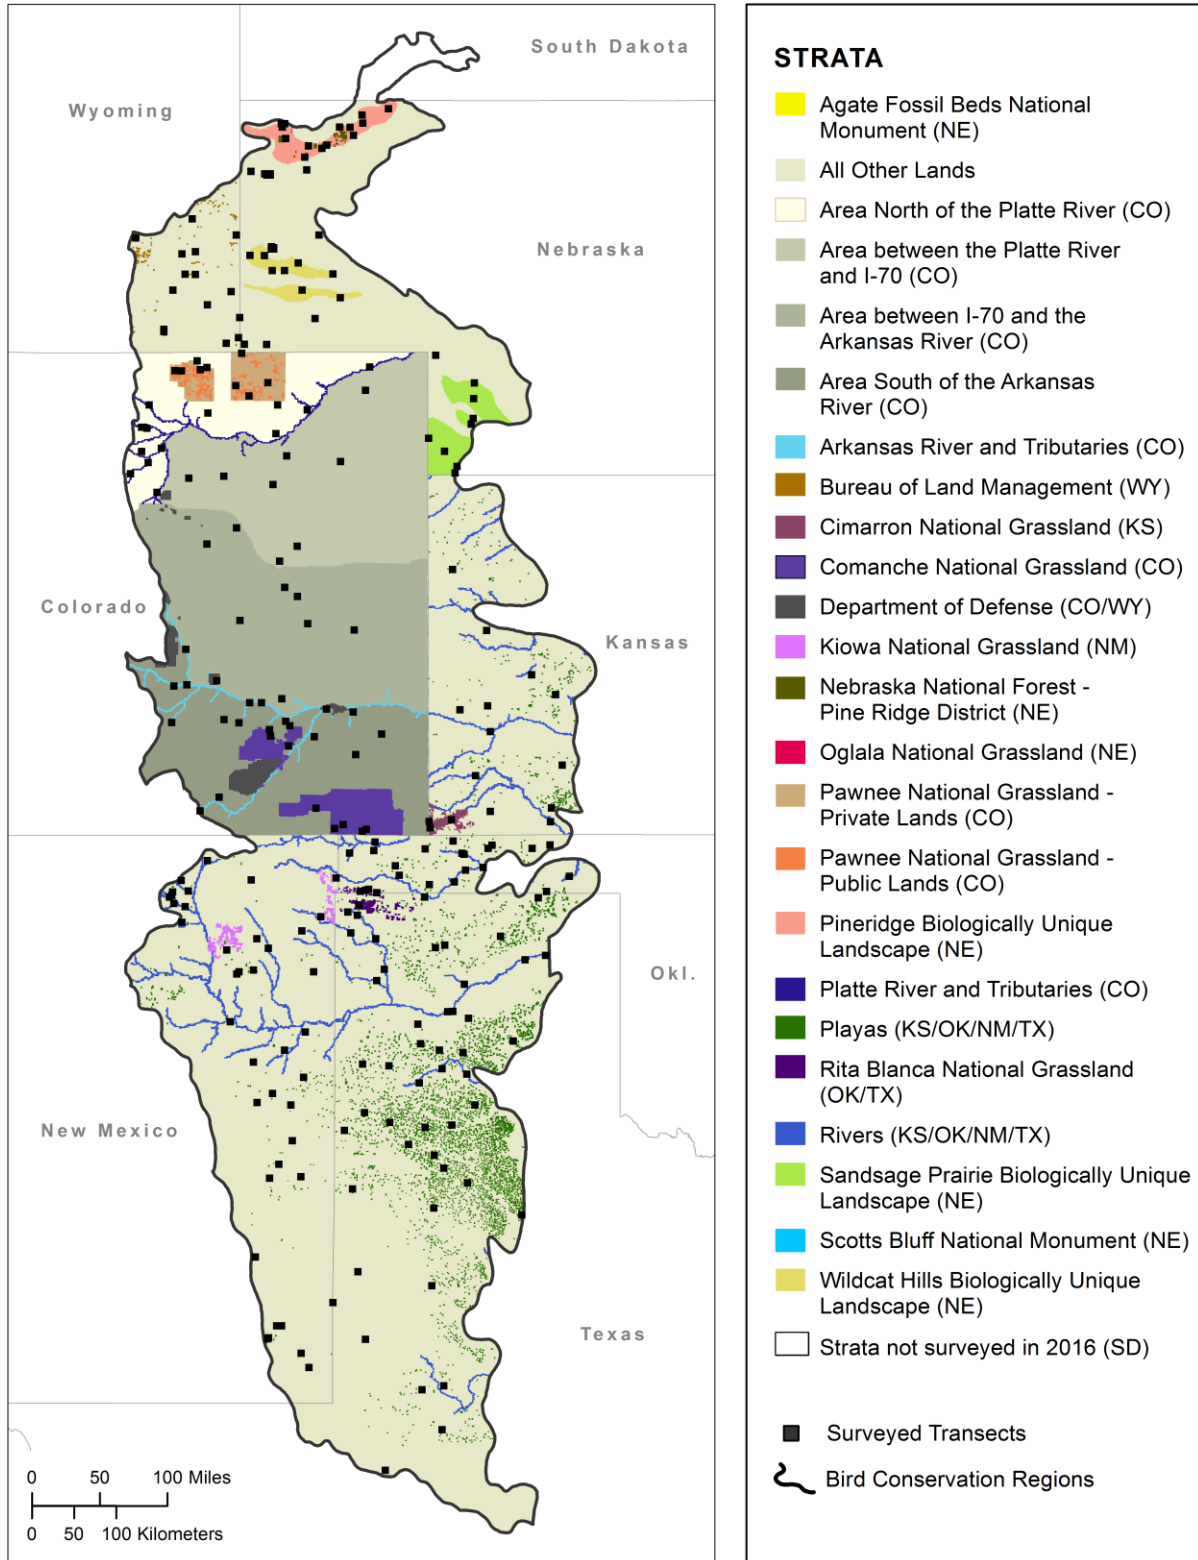 South Dakota
Wyoming
Nebraska
Colorado
Kansas
Okl.
New Mexico
Texas
0 50 100 Miles
0 50 100 Kilometers
STRATA
Agate Fossil Beds National
Monument (NE)
All Other Lands
Area North of the Platte River (CO)
Area between the Platte River
and I-70 (CO)
Area between I-70 and the
Arkansas River (CO)
Area South of the Arkansas
River (CO)
Arkansas River and Tributaries (CO)
Bureau of Land Management (WY)
Cimarron National Grassland (KS)
Comanche National Grassland (CO)
Department of Defense (CO/WY)
Kiowa National Grassland (NM)
Nebraska National Forest -
Pine Ridge District (NE)
Oglala National Grassland (NE)
Pawnee National Grassland -
Private Lands (CO)
Pawnee National Grassland -
Public Lands (CO)
Pineridge Biologically Unique
Landscape (NE)
Platte River and Tributaries (CO)
Playas (KS/OK/NM/TX)
Rita Blanca National Grassland
(OK/TX)
Rivers (KS/OK/NM/TX)
Sandsage Prairie Biologically Unique
Landscape (NE)
Scotts Bluff National Monument (NE)
Wildcat Hills Biologically Unique
Landscape (NE)
Strata not surveyed in 2016 (SD)
Surveyed Transects
Bird Conservation Regions